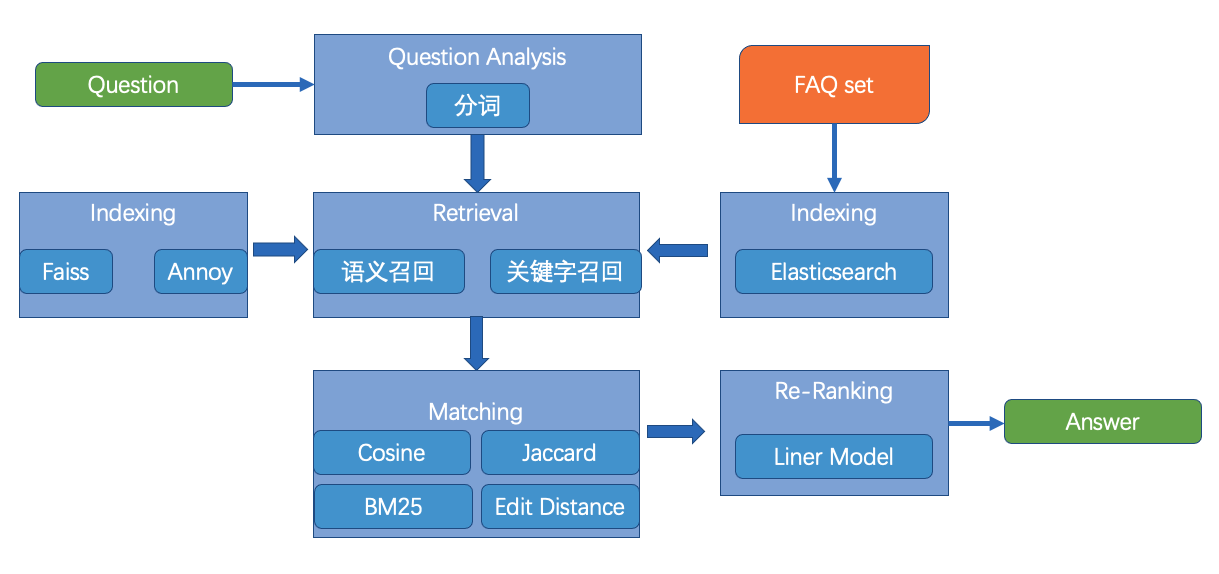 Question
Question Analysis
分词
FAQ set
Indexing
Faiss
Annoy
Retrieval
语义召回
关键字召回
Indexing
Elasticsearch
Matching
Cosine
Jaccard
BM25
Edit Distance
Re-Ranking
Liner Model
Answer